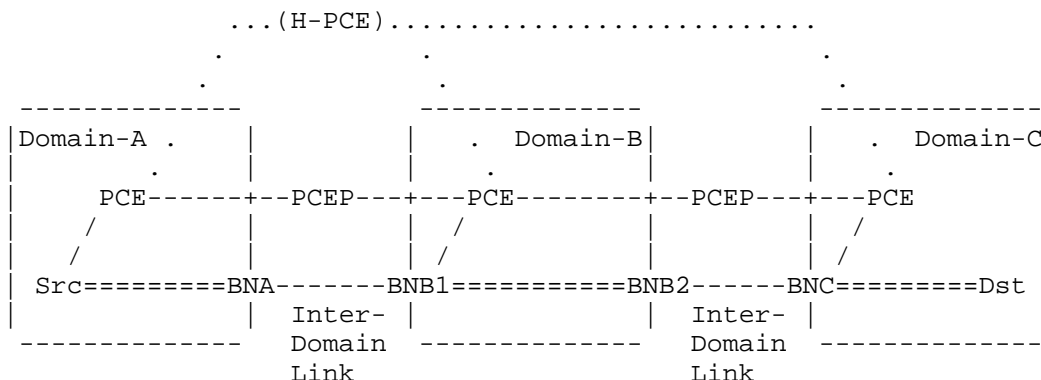 ...(H-PCE)...........................
.            .                         .
.              .                         .
--------------           --------------           --------------
|Domain-A .    |         |   .  Domain-B|         |   .  Domain-C
|        .     |         |    .         |         |    .
|     PCE------+--PCEP---+---PCE--------+--PCEP---+---PCE
|    /         |         |  /           |         |  /
|   /          |         | /            |         | /
| Src=========BNA-------BNB1===========BNB2------BNC=========Dst
|              |  Inter- |              |  Inter- |
--------------   Domain  --------------   Domain  --------------
Link                     Link